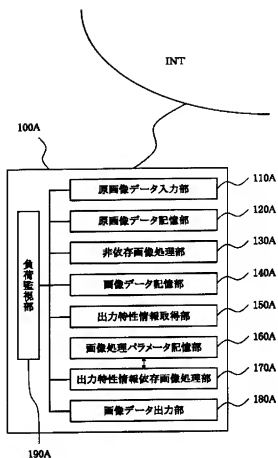 INT
100A
原画像データ入力部
110A
原画像データ記憶部
120A
非依存画像処理部
130A
画像データ記憶部
140A
出力特性情報取得部
150A
画像処理パラメータ記憶部
160A
出力特性情報依存画像処理部
170A
画像データ出力部
180A
負荷監視部
190A